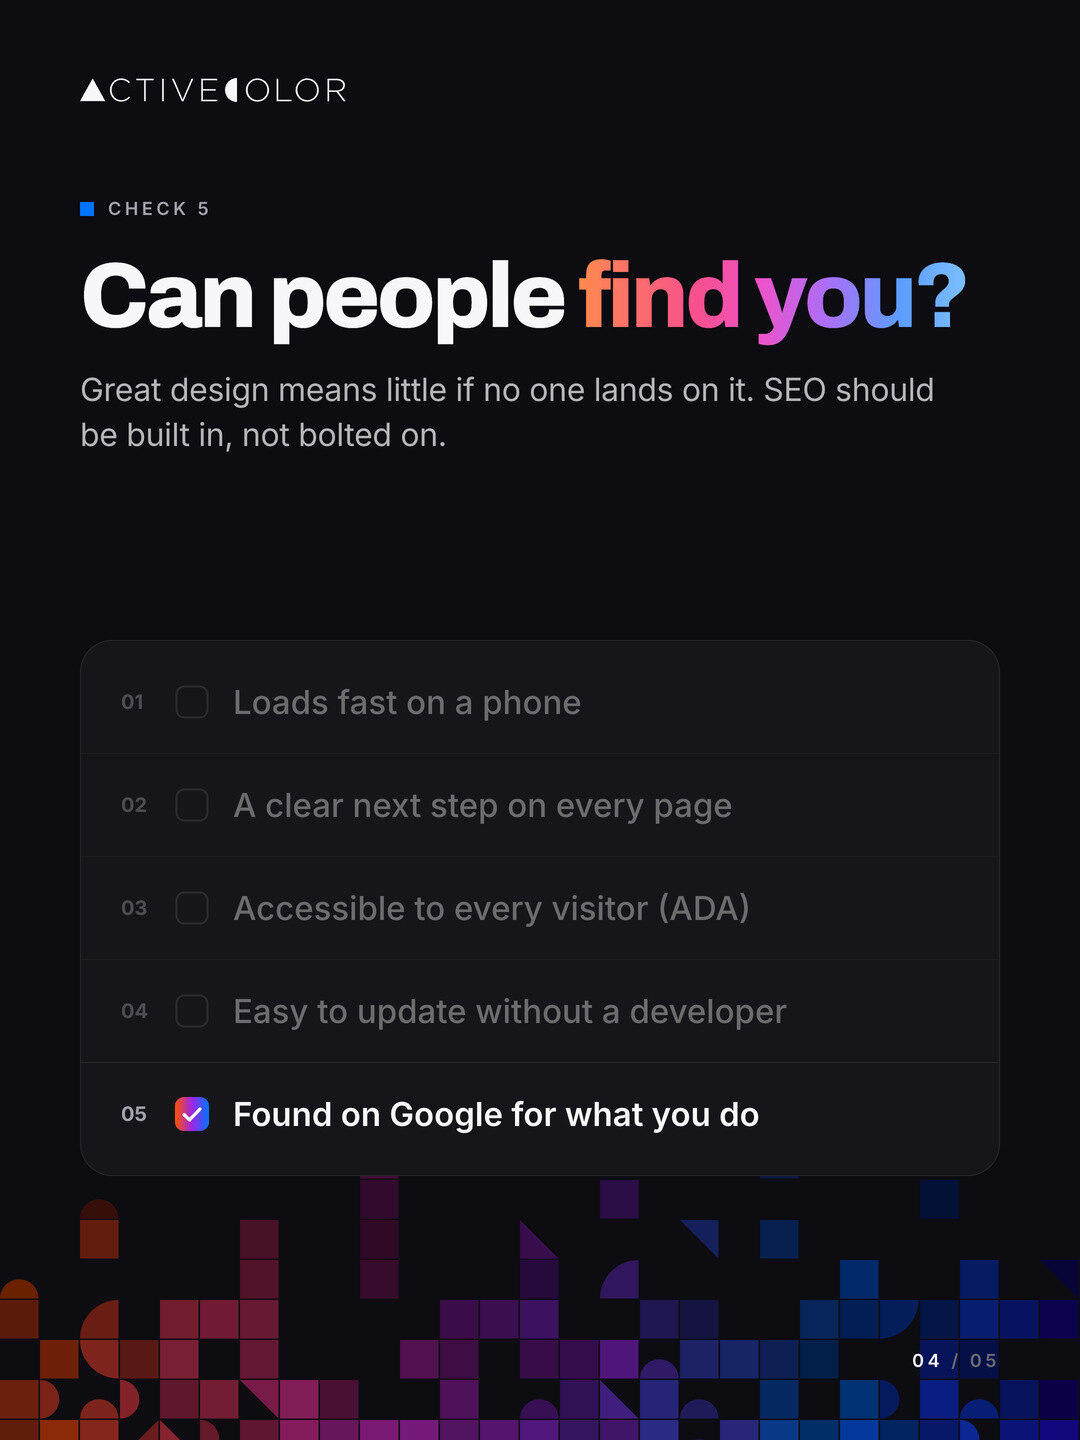 ACTIVECOLOR
CHECK 5
Can people find you?
Great design means little if no one lands on it. SEO should
be built in, not bolted on.
01 Loads fast on a phone
02 A clear next step on every page
03 Accessible to every visitor (ADA)
04 Easy to update without a developer
05 Found on Google for what you do
04 / 05